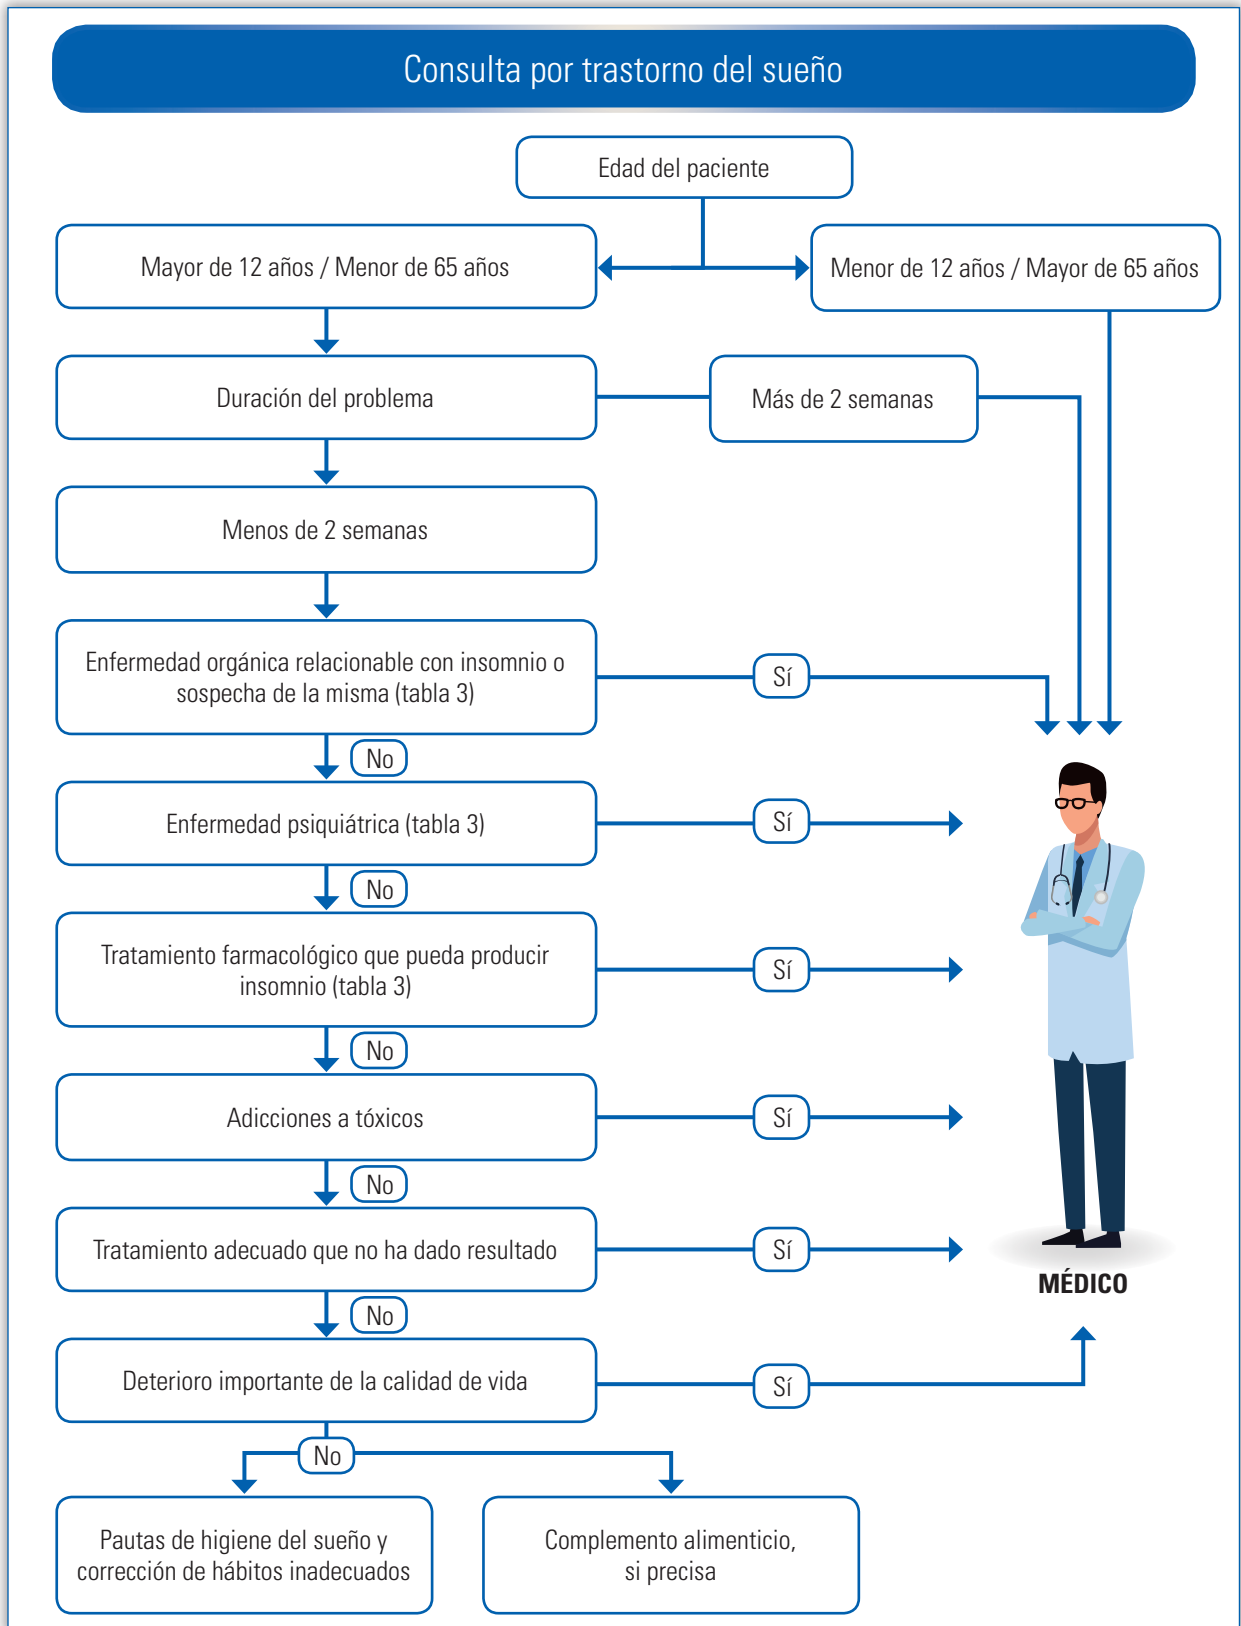 Consulta por trastorno del sueño
Edad del paciente
Mayor de 12 años / Menor de 65 años
Menor de 12 años / Mayor de 65 años
Duración del problema
Más de 2 semanas
Menos de 2 semanas
Enfermedad orgánica relacionable con insomnio o
sospecha de la misma (tabla 3)
Sí
No
Enfermedad psiquiátrica (tabla 3)
Sí
No
Tratamiento farmacológico que pueda producir
insomnio (tabla 3)
Sí
No
Adicciones a tóxicos
Sí
No
Tratamiento adecuado que no ha dado resultado
Sí
MÉDICO
No
Deterioro importante de la calidad de vida
Sí
No
Pautas de higiene del sueño y
corrección de hábitos inadecuados
Complemento alimenticio,
si precisa